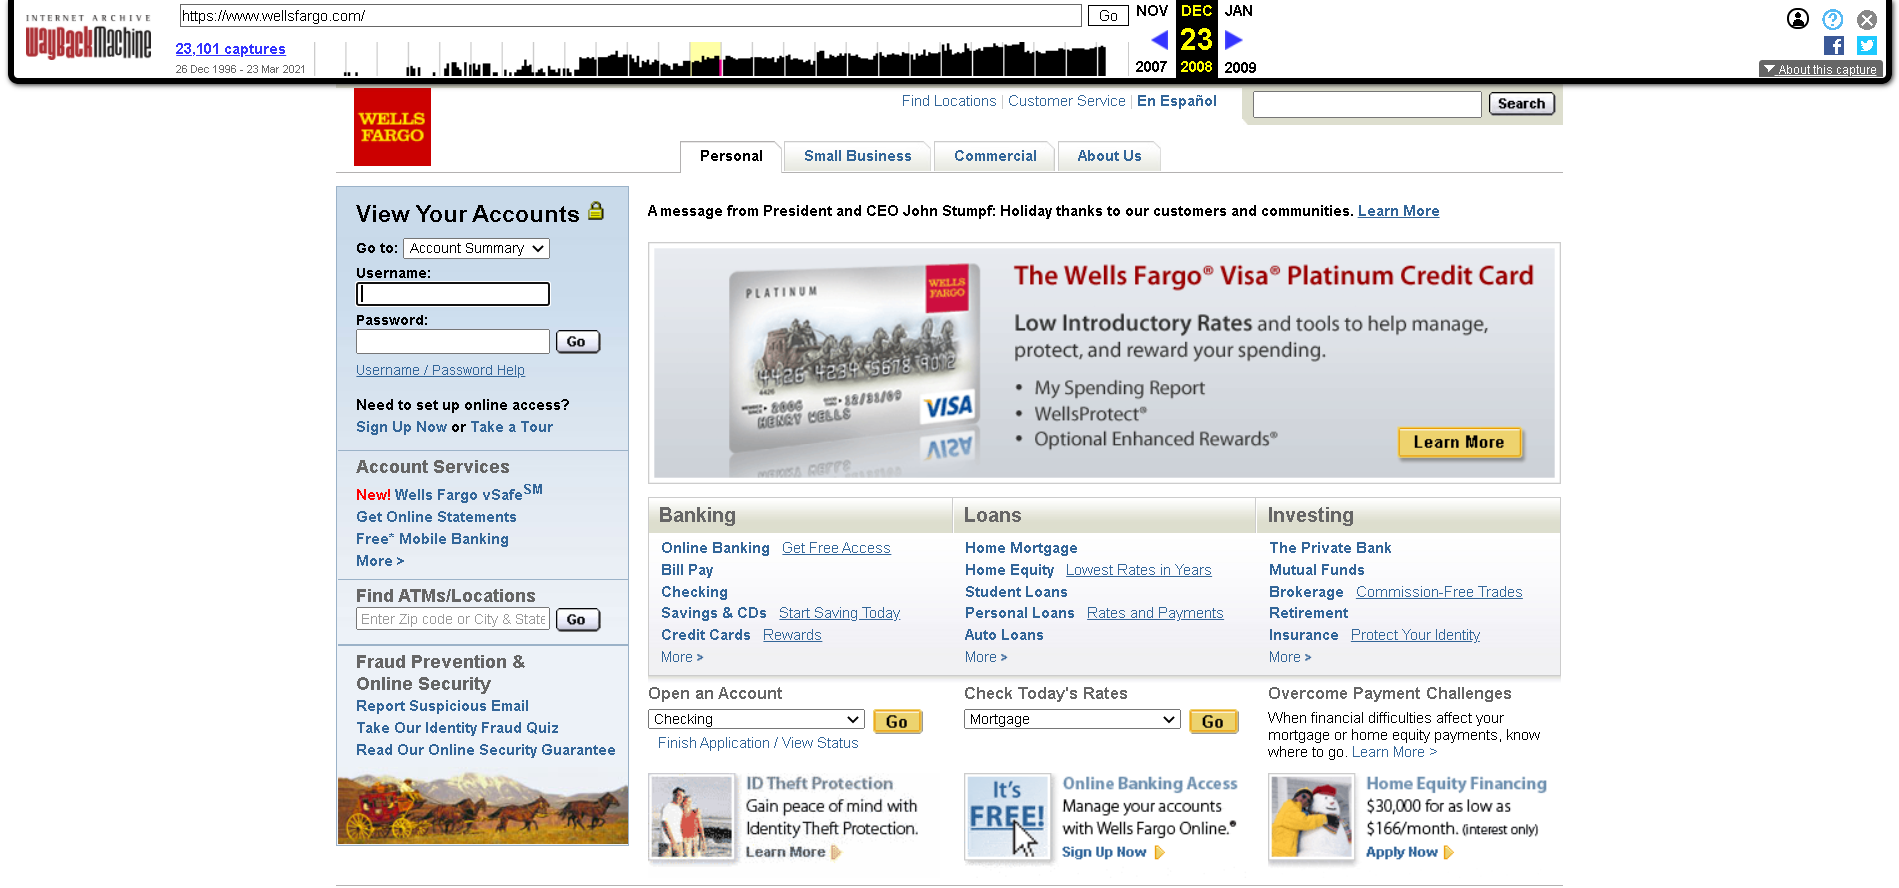 INTERNET ARCHIVE
WayBackMachine
https://www.wellsfargo.com/
Go
NOV
DEC
JAN
23,101 captures
23
26 Dec 1996 - 23 Mar 2021
2007
2008
2009
About this capture
WELLS
FARGO
Find Locations | Customer Service | En Español
Search
Personal
Small Business
Commercial
About Us
View Your Accounts
Go to: Account Summary
Username:
Password:
Go
Username / Password Help
Need to set up online access?
Sign Up Now or Take a Tour
Account Services
New! Wells Fargo vSafeSM
Get Online Statements
Free* Mobile Banking
More >
Find ATMs/Locations
Enter Zip code or City & State
Go
Fraud Prevention &
Online Security
Report Suspicious Email
Take Our Identity Fraud Quiz
Read Our Online Security Guarantee
A message from President and CEO John Stumpf: Holiday thanks to our customers and communities. Learn More
PLATINUM
WELLS
FARGO
4426 4234 5678 9012
4426
2006 12/31/09
HENRY WELLS
VISA
The Wells Fargo® Visa® Platinum Credit Card
Low Introductory Rates and tools to help manage,
protect, and reward your spending.
• My Spending Report
• WellsProtect®
• Optional Enhanced Rewards®
Learn More
Banking
Online Banking Get Free Access
Bill Pay
Checking
Savings & CDs Start Saving Today
Credit Cards Rewards
More >
Loans
Home Mortgage
Home Equity Lowest Rates in Years
Student Loans
Personal Loans Rates and Payments
Auto Loans
More >
Investing
The Private Bank
Mutual Funds
Brokerage Commission-Free Trades
Retirement
Insurance Protect Your Identity
More >
Open an Account
Checking
Go
Finish Application / View Status
Check Today's Rates
Mortgage
Go
Overcome Payment Challenges
When financial difficulties affect your
mortgage or home equity payments, know
where to go. Learn More >
ID Theft Protection
Gain peace of mind with
Identity Theft Protection.
Learn More
It's
FREE!
Online Banking Access
Manage your accounts
with Wells Fargo Online.®
Sign Up Now
Home Equity Financing
$30,000 for as low as
$166/month. (interest only)
Apply Now